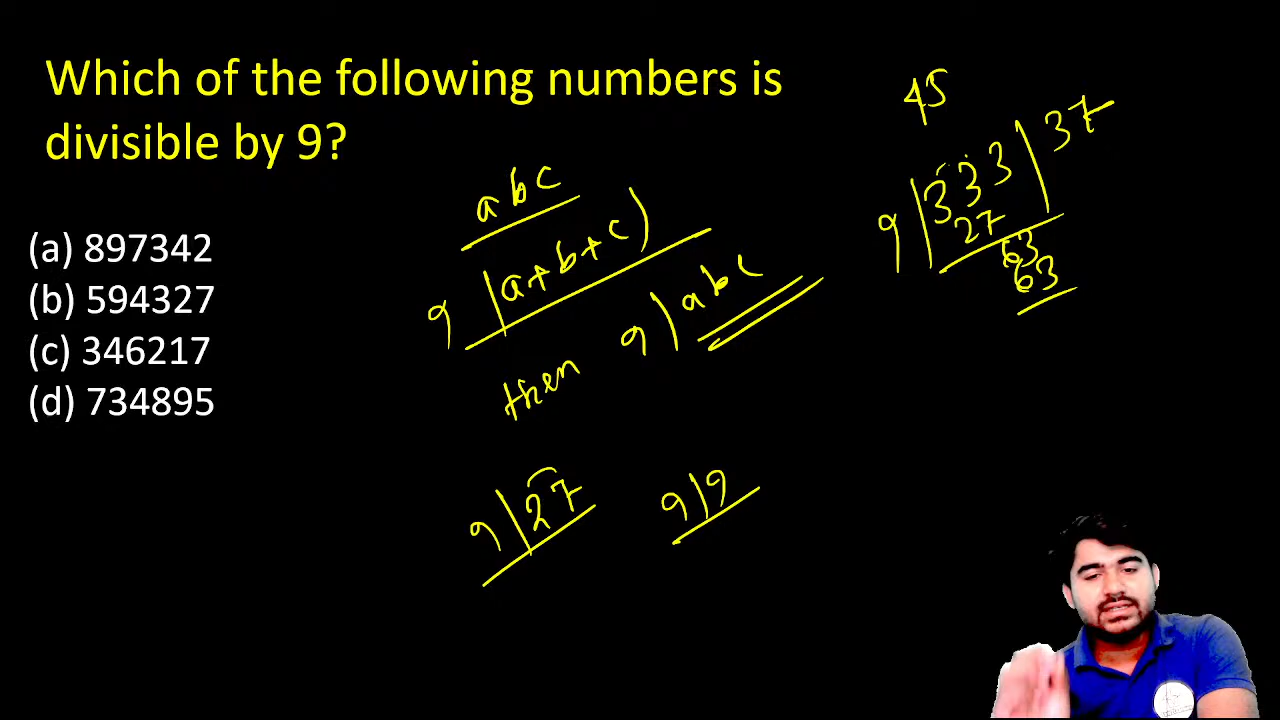 Which of the following numbers is
divisible by 9?
(a) 897342
(b) 594327
(c) 346217
(d) 734895
abc
9 | (a+b+c)
then 9 | abc
9 | 27
9 | 9
45
9 | 333 | 37
27
63
63